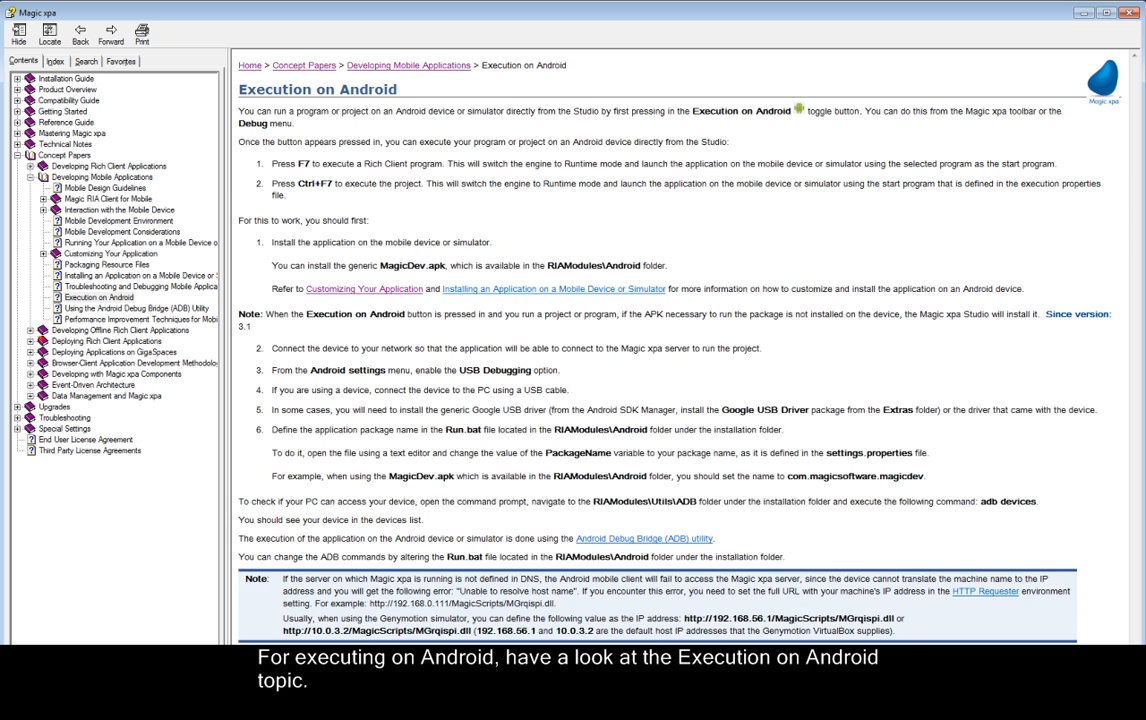 Magic xpa
Hide Locate Back Forward Print
Contents Index Search Favorites
Installation Guide
Product Overview
Compatibility Guide
Getting Started
Reference Guide
Mastering Magic xpa
Technical Notes
Concept Papers
Developing Rich Client Applications
Developing Mobile Applications
Mobile Design Guidelines
Magic RIA Client for Mobile
Interaction with the Mobile Device
Mobile Development Environment
Mobile Development Considerations
Running Your Application on a Mobile Device o
Customizing Your Application
Packaging Resource Files
Installing an Application on a Mobile Device or
Troubleshooting and Debugging Mobile Applica
Execution on Android
Using the Android Debug Bridge (ADB) Utility
Performance Improvement Techniques for Mobi
Developing Offline Rich Client Applications
Deploying Rich Client Applications
Deploying Applications on GigaSpaces
Browser-Client Application Development Methodolo
Developing with Magic xpa Components
Event-Driven Architecture
Data Management and Magic xpa
Upgrades
Troubleshooting
Special Settings
End User License Agreement
Third Party License Agreements
Home > Concept Papers > Developing Mobile Applications > Execution on Android
Execution on Android
Magic xpa
You can run a program or project on an Android device or simulator directly from the Studio by first pressing in the Execution on Android toggle button. You can do this from the Magic xpa toolbar or the
Debug menu.
Once the button appears pressed in, you can execute your program or project on an Android device directly from the Studio:
1. Press F7 to execute a Rich Client program. This will switch the engine to Runtime mode and launch the application on the mobile device or simulator using the selected program as the start program.
2. Press Ctrl+F7 to execute the project. This will switch the engine to Runtime mode and launch the application on the mobile device or simulator using the start program that is defined in the execution properties
file.
For this to work, you should first:
1. Install the application on the mobile device or simulator.
You can install the generic MagicDev.apk, which is available in the RIAModules\Android folder.
Refer to Customizing Your Application and Installing an Application on a Mobile Device or Simulator for more information on how to customize and install the application on an Android device.
Note: When the Execution on Android button is pressed in and you run a project or program, if the APK necessary to run the package is not installed on the device, the Magic xpa Studio will install it. Since version:
3.1
2. Connect the device to your network so that the application will be able to connect to the Magic xpa server to run the project.
3. From the Android settings menu, enable the USB Debugging option.
4. If you are using a device, connect the device to the PC using a USB cable.
5. In some cases, you will need to install the generic Google USB driver (from the Android SDK Manager, install the Google USB Driver package from the Extras folder) or the driver that came with the device.
6. Define the application package name in the Run.bat file located in the RIAModules\Android folder under the installation folder.
To do it, open the file using a text editor and change the value of the PackageName variable to your package name, as it is defined in the settings.properties file.
For example, when using the MagicDev.apk which is available in the RIAModules\Android folder, you should set the name to com.magicsoftware.magicdev.
To check if your PC can access your device, open the command prompt, navigate to the RIAModules\Utils\ADB folder under the installation folder and execute the following command: adb devices.
You should see your device in the devices list.
The execution of the application on the Android device or simulator is done using the Android Debug Bridge (ADB) utility.
You can change the ADB commands by altering the Run.bat file located in the RIAModules\Android folder under the installation folder.
Note: If the server on which Magic xpa is running is not defined in DNS, the Android mobile client will fail to access the Magic xpa server, since the device cannot translate the machine name to the IP
address and you will get the following error: "Unable to resolve host name". If you encounter this error, you need to set the full URL with your machine's IP address in the HTTP Requester environment
setting. For example: http://192.168.0.111/MagicScripts/MGrqispi.dll.
Usually, when using the Genymotion simulator, you can define the following value as the IP address: http://192.168.56.1/MagicScripts/MGrqispi.dll or
http://10.0.3.2/MagicScripts/MGrqispi.dll (192.168.56.1 and 10.0.3.2 are the default host IP addresses that the Genymotion VirtualBox supplies).
For executing on Android, have a look at the Execution on Android
topic.